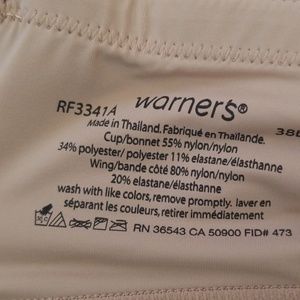 warner's®
RF3341A
Made in Thailand. Fabriqué en Thaïlande.
Cup/bonnet 55% nylon/nylon
34% polyester/ polyester 11% elastane/élasthanne
Wing/bande côté 80% nylon/nylon
20% elastane/élasthanne
wash with like colors, remove promptly. laver en
séparant les couleurs, retirer immédiatement
RN 36543 CA 50900 FID# 473